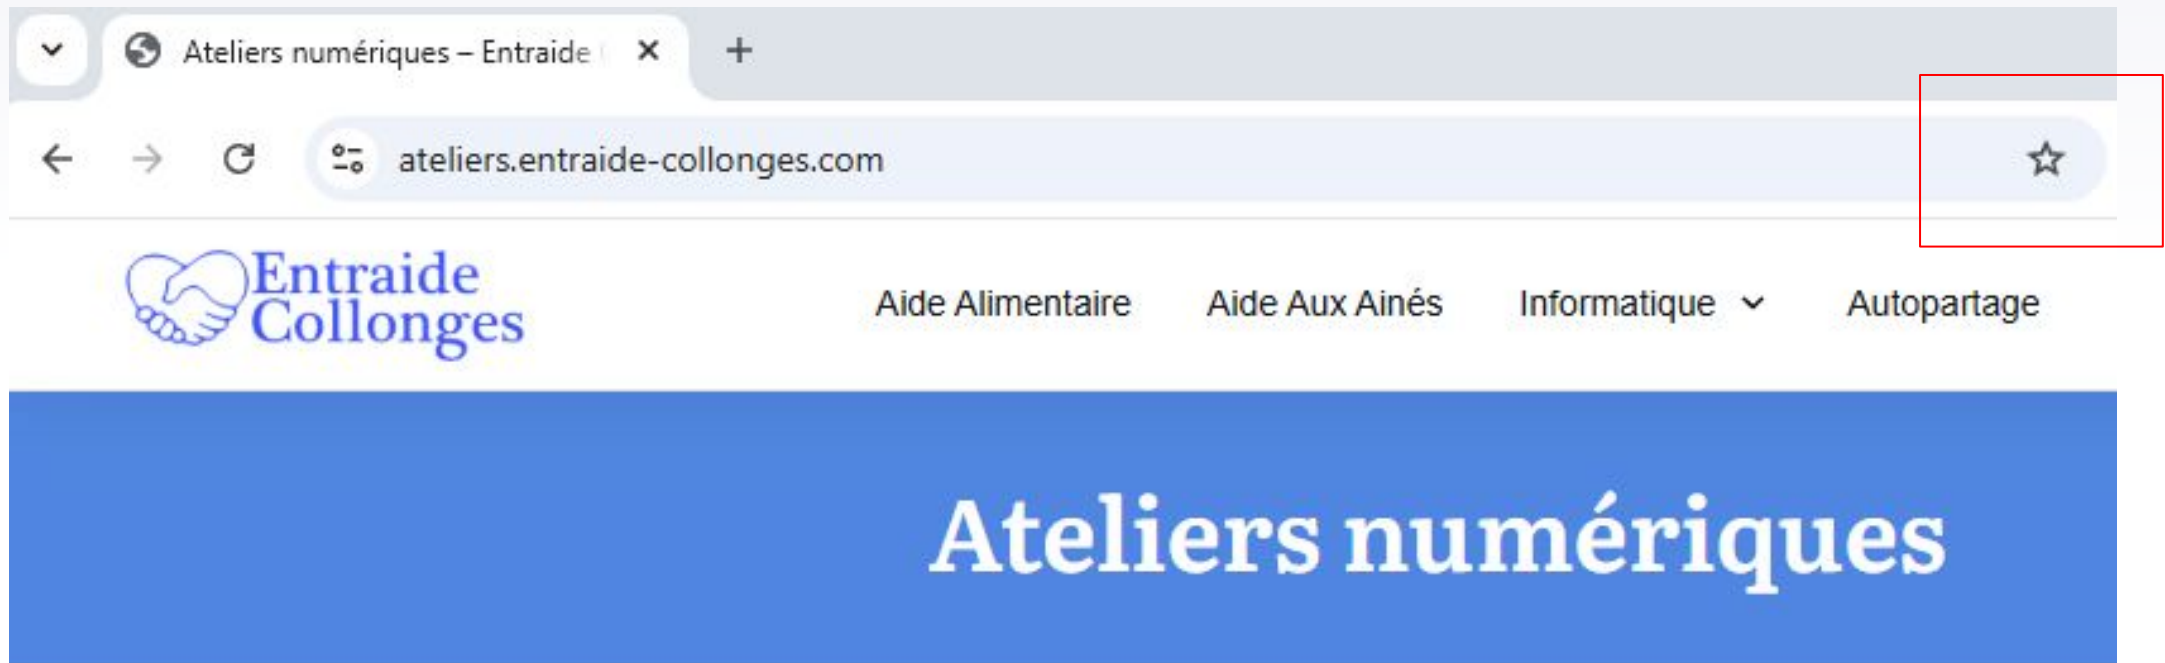 Ateliers numériques – Entraide
ateliers.entraide-collonges.com
Entraide
Collonges
Aide Alimentaire
Aide Aux Ainés
Informatique
Autopartage
Ateliers numériques